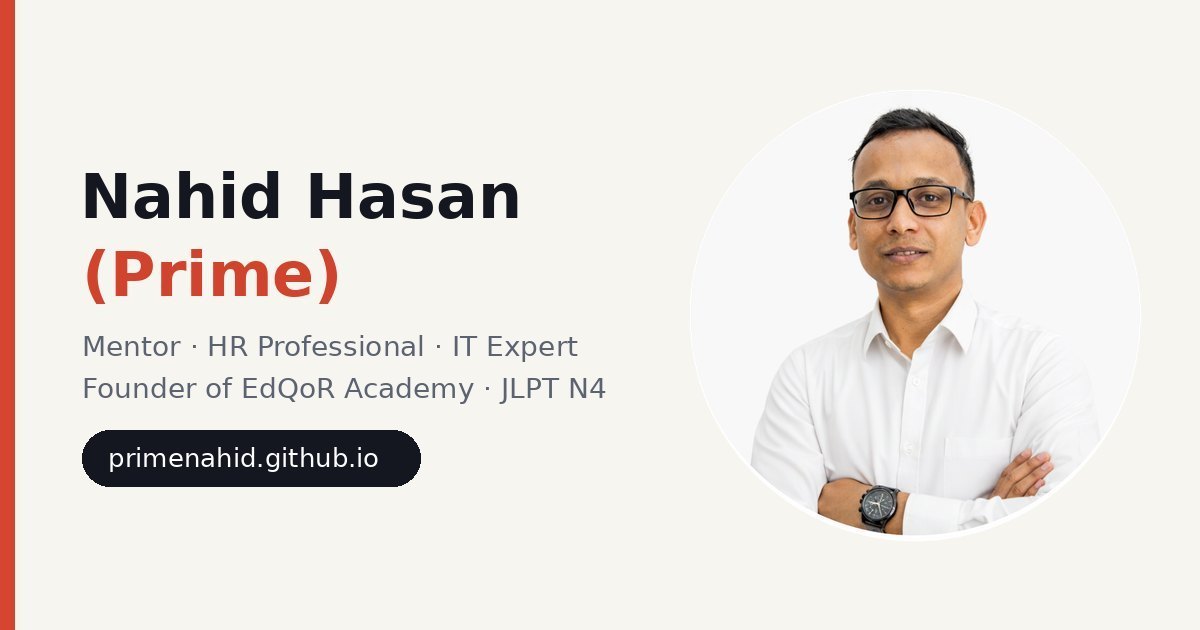 Nahid Hasan
(Prime)
Mentor · HR Professional · IT Expert
Founder of EdQoR Academy · JLPT N4
primenahid.github.io